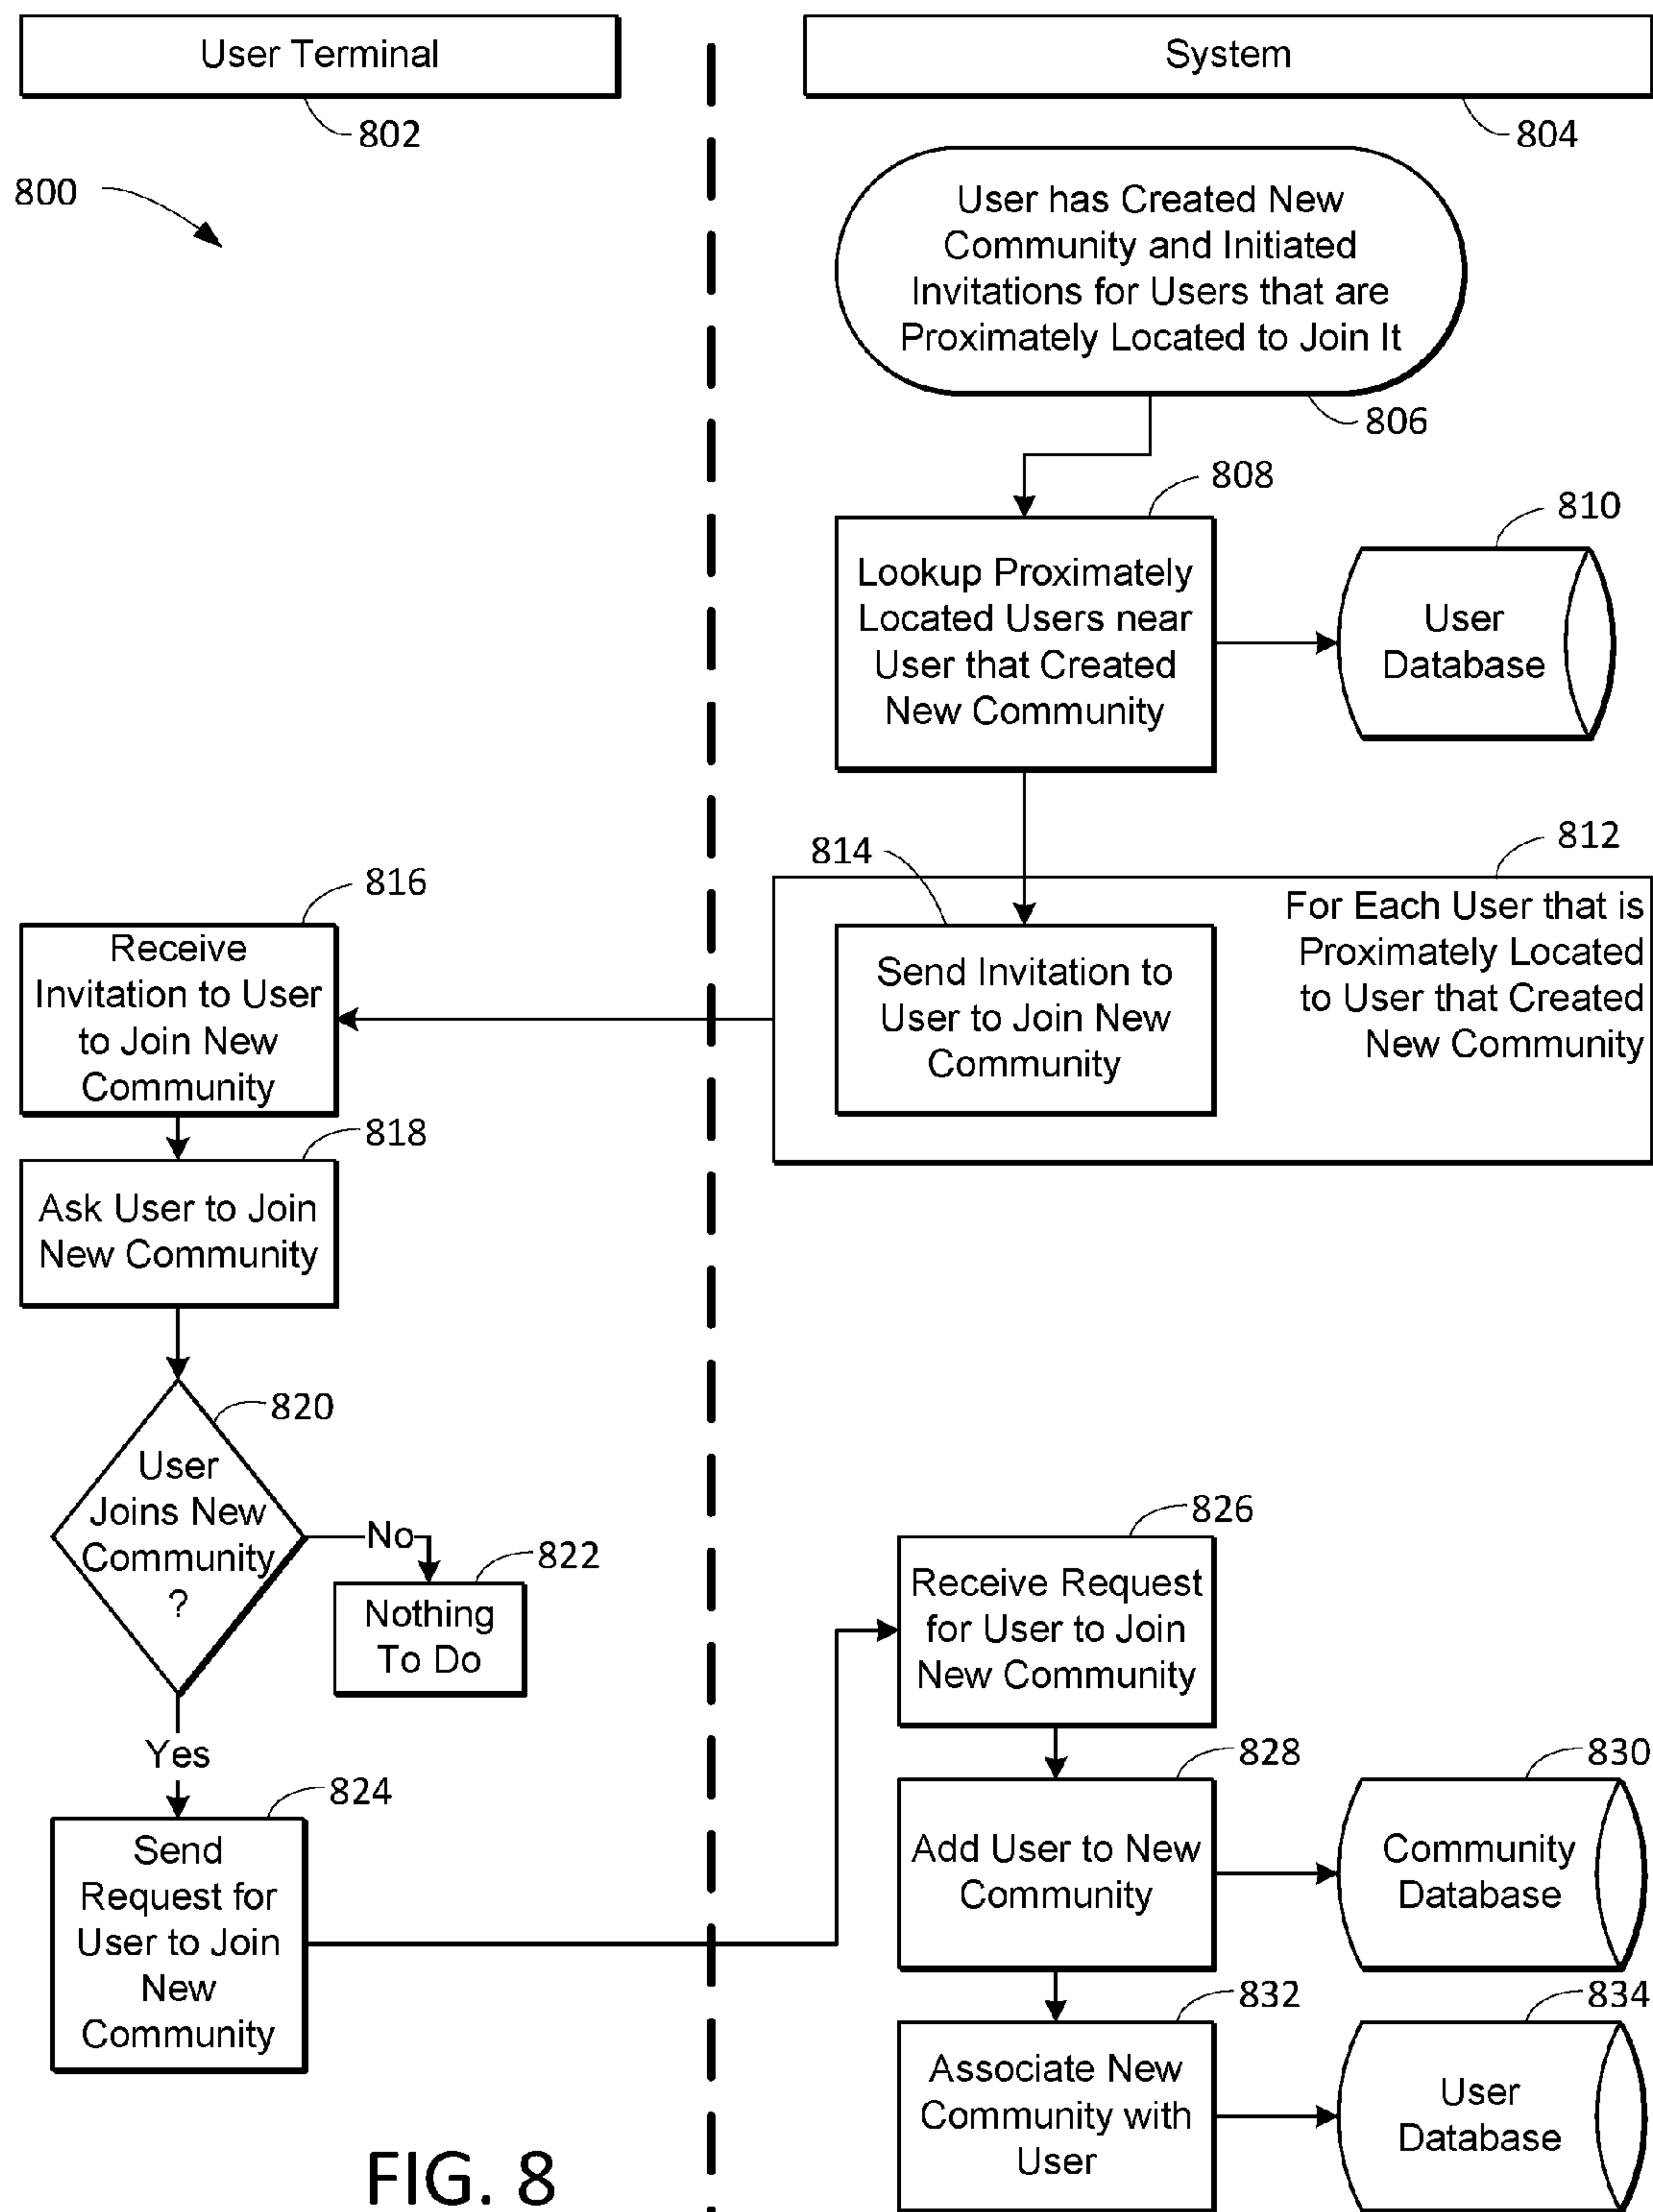 User Terminal
System
802
804
800
User has Created New
Community and Initiated
Invitations for Users that are
Proximately Located to Join It
806
808
810
Lookup Proximately
Located Users near
User that Created
New Community
User
Database
812
814
For Each User that is
Proximately Located
to User that Created
New Community
Send Invitation to
User to Join New
Community
816
Receive
Invitation to User
to Join New
Community
818
Ask User to Join
New Community
820
User
Joins New
Community
?
No
822
Nothing
To Do
Yes
824
Send
Request for
User to Join
New
Community
826
Receive Request
for User to Join
New Community
828
830
Add User to New
Community
Community
Database
832
834
Associate New
Community with
User
User
Database
FIG. 8